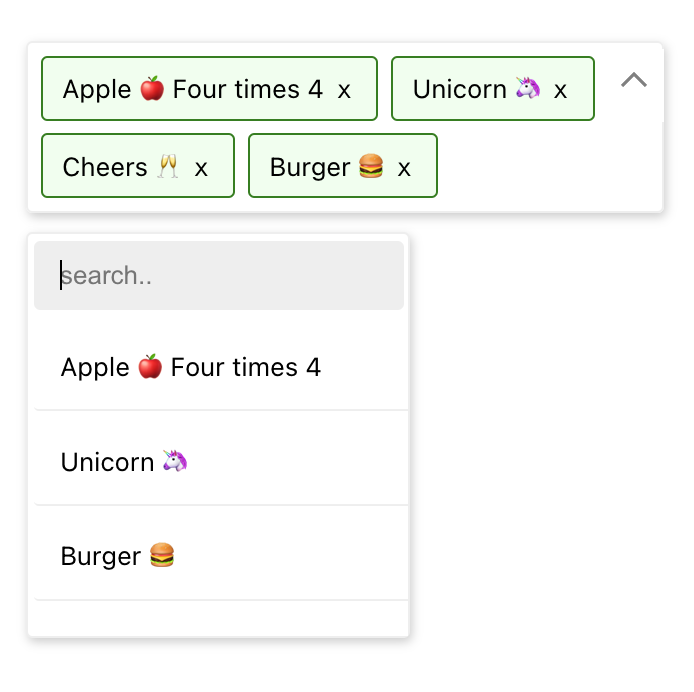 Apple 🍎 Four times 4 x Unicorn 🦄 x
Cheers 🥂 x Burger 🍔 x
search..
Apple 🍎 Four times 4
Unicorn 🦄
Burger 🍔